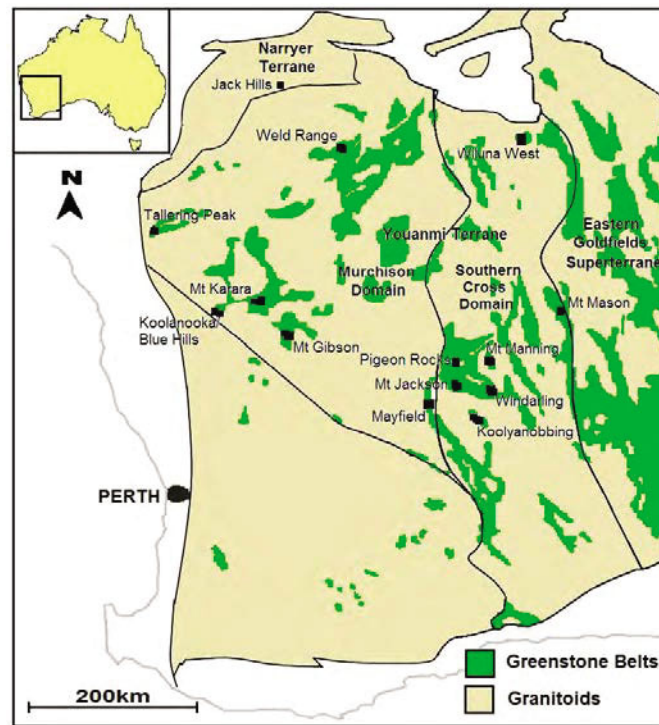 Narryer
Terrane
Jack Hills
Weld Range
Wiluna West
N
Tallering Peak
Youanmi Terrane
Eastern
Goldfields
Superterrane
Murchison
Domain
Southern
Cross
Domain
Mt Karara
Koolanooka/
Blue Hills
Mt Gibson
Mt Mason
Pigeon Rocks
Mt Manning
Mt Jackson
Windarling
Mayfield
Koolyanobbing
PERTH
200km
Greenstone Belts
Granitoids